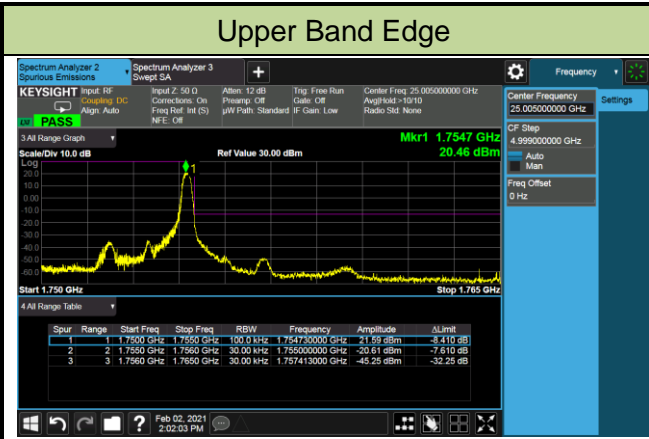 Upper Band Edge
Spectrum Analyzer 2
Spurious Emissions
Spectrum Analyzer 3
Swept SA
+
Frequency
KEYSIGHT
Input: RF
Coupling: DC
Align: Auto
Input Z: 50 Ω
Corrections: On
Freq Ref: Int (S)
NFE: Off
Atten: 12 dB
Preamp: Off
µW Path: Standard
Trig: Free Run
Gate: Off
IF Gain: Low
Center Freq: 25.005000000 GHz
Avg|Hold:>10/10
Radio Std: None
PASS
Center Frequency
25.005000000 GHz
Settings
CF Step
4.999000000 GHz
Auto
Man
Freq Offset
0 Hz
3 All Range Graph
Mkr1 1.7547 GHz
Scale/Div 10.0 dB
Ref Value 30.00 dBm
20.46 dBm
Log
1
20.0
10.0
0.00
-10.0
-20.0
-30.0
-40.0
-50.0
-60.0
Start 1.750 GHz
Stop 1.765 GHz
4 All Range Table
Spur Range Start Freq Stop Freq RBW Frequency Amplitude ΔLimit
1 1 1.7500 GHz 1.7550 GHz 100.0 kHz 1.754730000 GHz 21.59 dBm -8.410 dB
2 2 1.7550 GHz 1.7560 GHz 30.00 kHz 1.755000000 GHz -20.61 dBm -7.610 dB
3 3 1.7560 GHz 1.7650 GHz 30.00 kHz 1.757413000 GHz -45.25 dBm -32.25 dB
?
Feb 02, 2021
2:02:03 PM